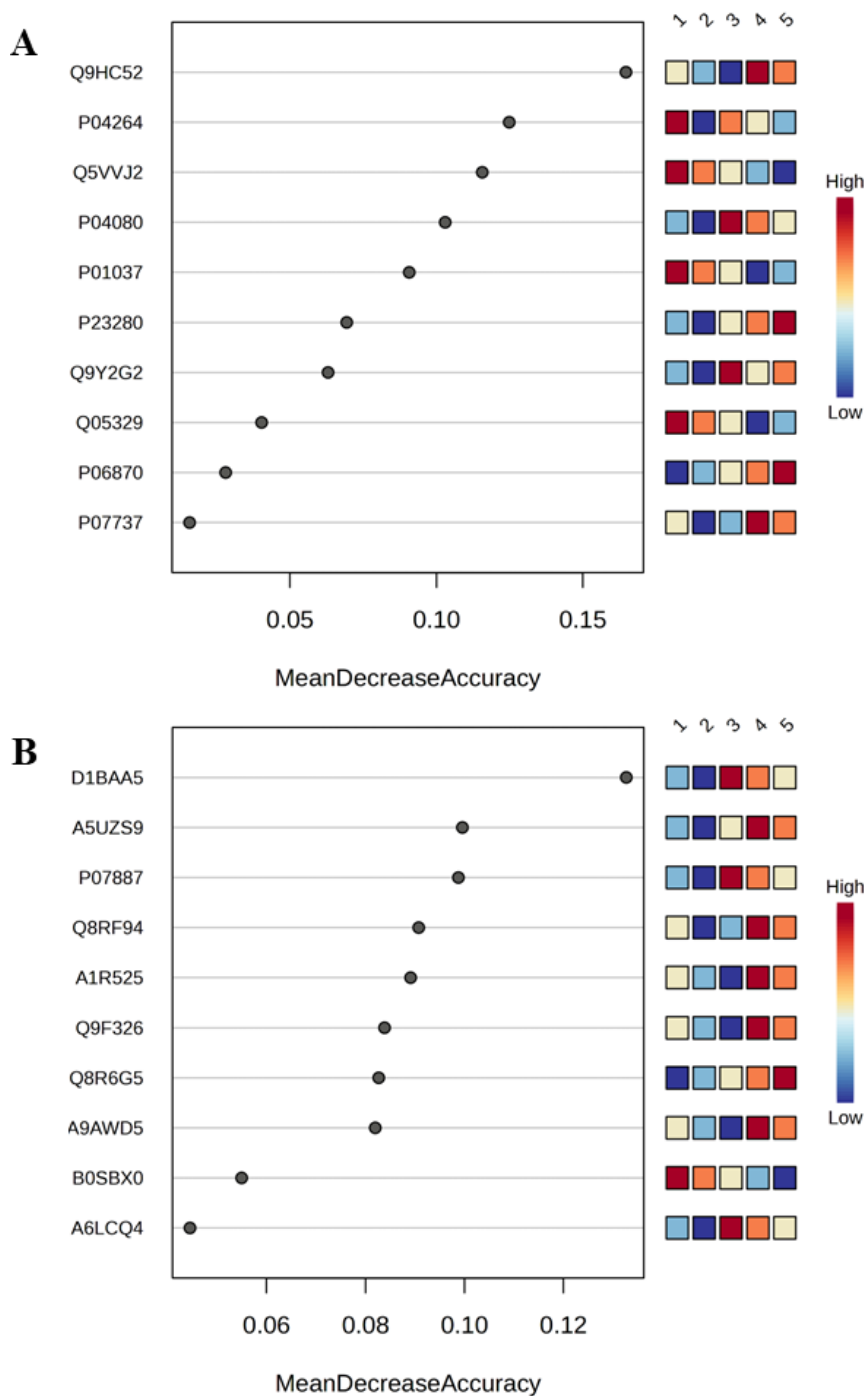 A
1 2 3 4 5
Q9HC52
P04264
Q5VVJ2
P04080
P01037
P23280
Q9Y2G2
Q05329
P06870
P07737
High
Low
0.05 0.10 0.15
MeanDecreaseAccuracy
B
1 2 3 4 5
D1BAA5
A5UZS9
P07887
Q8RF94
A1R525
Q9F326
Q8R6G5
A9AWD5
B0SBX0
A6LCQ4
High
Low
0.06 0.08 0.10 0.12
MeanDecreaseAccuracy